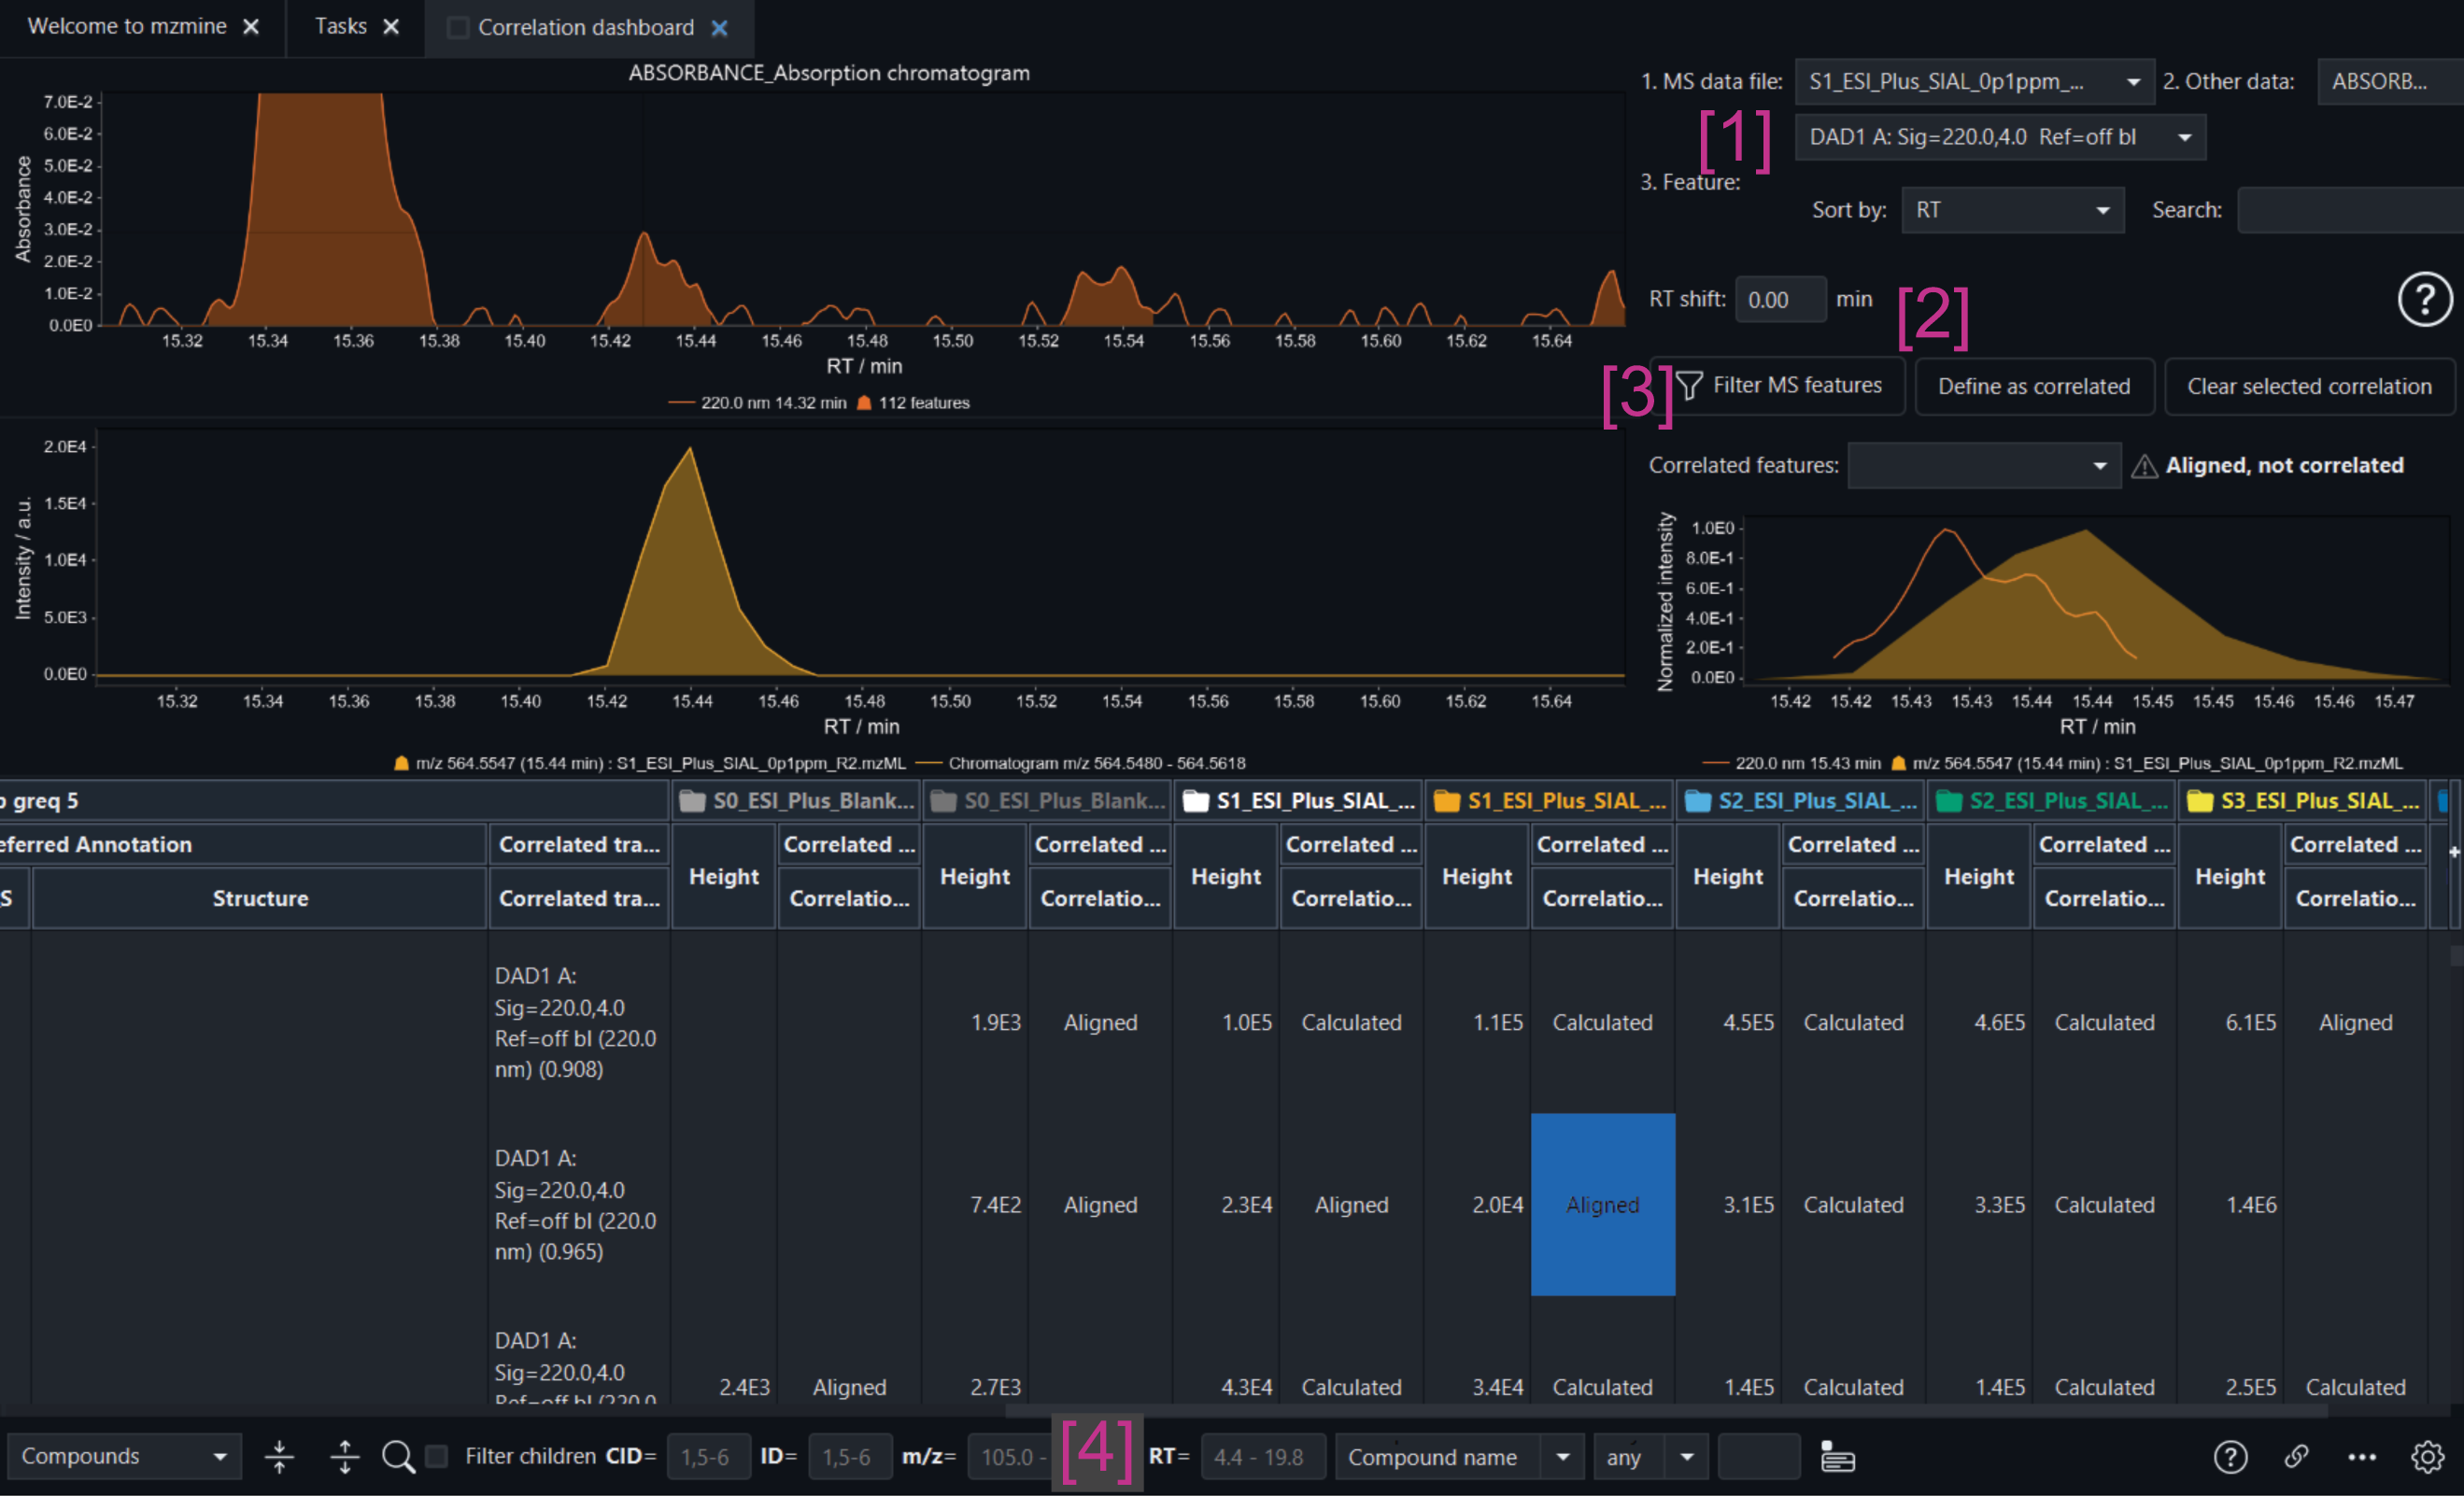 Welcome to mzmine × Tasks × Correlation dashboard ×
ABSORBANCE_Absorption chromatogram
Absorbance
7.0E-2
6.0E-2
5.0E-2
4.0E-2
3.0E-2
2.0E-2
1.0E-2
0.0E0
15.32 15.34 15.36 15.38 15.40 15.42 15.44 15.46 15.48 15.50 15.52 15.54 15.56 15.58 15.60 15.62 15.64
RT / min
220.0 nm 14.32 min 112 features
1. MS data file: S1_ESI_Plus_SIAL_0p1ppm_... 2. Other data: ABSORB...
[1] DAD1 A: Sig=220.0,4.0 Ref=off bl
3. Feature:
Sort by: RT Search:
RT shift: 0.00 min [2] ?
[3] Filter MS features Define as correlated Clear selected correlation
Correlated features: Aligned, not correlated
Intensity / a.u.
2.0E4
1.5E4
1.0E4
5.0E3
0.0E0
15.32 15.34 15.36 15.38 15.40 15.42 15.44 15.46 15.48 15.50 15.52 15.54 15.56 15.58 15.60 15.62 15.64
RT / min
m/z 564.5547 (15.44 min) : S1_ESI_Plus_SIAL_0p1ppm_R2.mzML Chromatogram m/z 564.5480 - 564.5618
Normalized intensity
1.0E0
8.0E-1
6.0E-1
4.0E-1
2.0E-1
0.0E0
15.42 15.42 15.43 15.43 15.44 15.44 15.45 15.45 15.46 15.46 15.47
RT / min
220.0 nm 15.43 min m/z 564.5547 (15.44 min) : S1_ESI_Plus_SIAL_0p1ppm_R2.mzML
greq 5 S0_ESI_Plus_Blank... S0_ESI_Plus_Blank... S1_ESI_Plus_SIAL_... S1_ESI_Plus_SIAL_... S2_ESI_Plus_SIAL_... S2_ESI_Plus_SIAL_... S3_ESI_Plus_SIAL_...
eferred Annotation Correlated tra... Height Correlated ... Height Correlated ... Height Correlated ... Height Correlated ... Height Correlated ... Height Correlated ... Height Correlated ... +
S Structure Correlated tra... Correlatio... Correlatio... Correlatio... Correlatio... Correlatio... Correlatio... Correlatio...
DAD1 A:
Sig=220.0,4.0
Ref=off bl (220.0
nm) (0.908)
1.9E3 Aligned 1.0E5 Calculated 1.1E5 Calculated 4.5E5 Calculated 4.6E5 Calculated 6.1E5 Aligned
DAD1 A:
Sig=220.0,4.0
Ref=off bl (220.0
nm) (0.965)
7.4E2 Aligned 2.3E4 Aligned 2.0E4 Aligned 3.1E5 Calculated 3.3E5 Calculated 1.4E6
DAD1 A:
Sig=220.0,4.0
Ref=off bl (220.0
2.4E3 Aligned 2.7E3 4.3E4 Calculated 3.4E4 Calculated 1.4E5 Calculated 1.4E5 Calculated 2.5E5 Calculated
Compounds Filter children CID= 1,5-6 ID= 1,5-6 m/z= 105.0 - [4] RT= 4.4 - 19.8 Compound name any ? ...